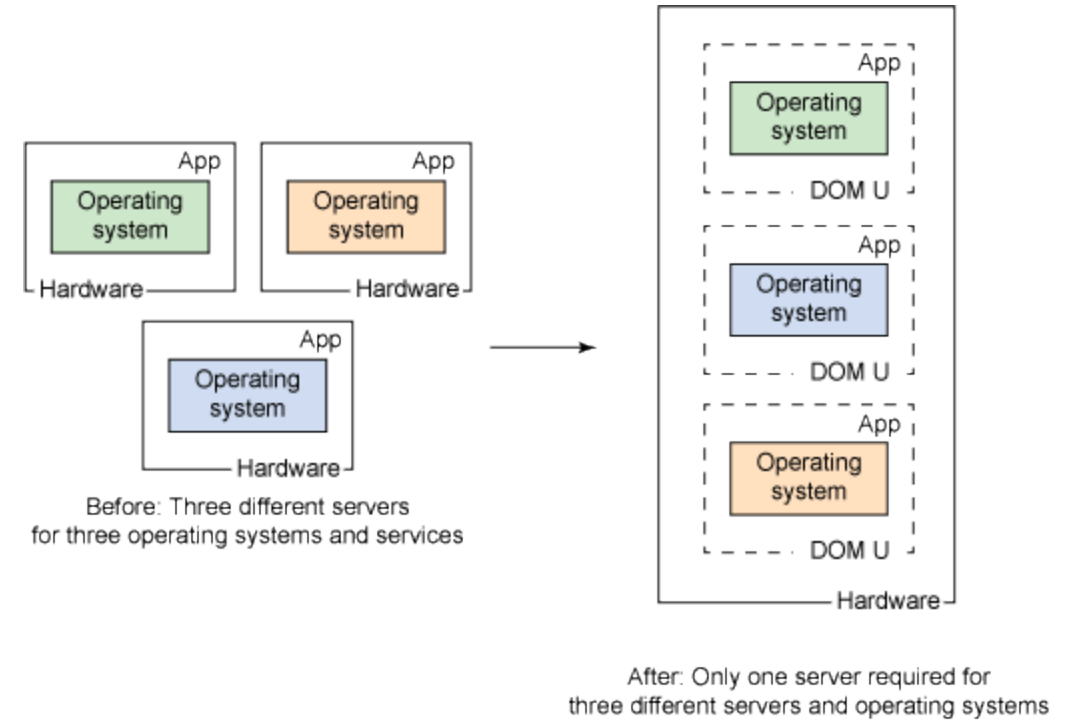 App
Operating
system
Hardware
App
Operating
system
Hardware
App
Operating
system
Hardware
Before: Three different servers
for three operating systems and services
App
Operating
system
DOM U
App
Operating
system
DOM U
App
Operating
system
DOM U
Hardware
After: Only one server required for
three different servers and operating systems